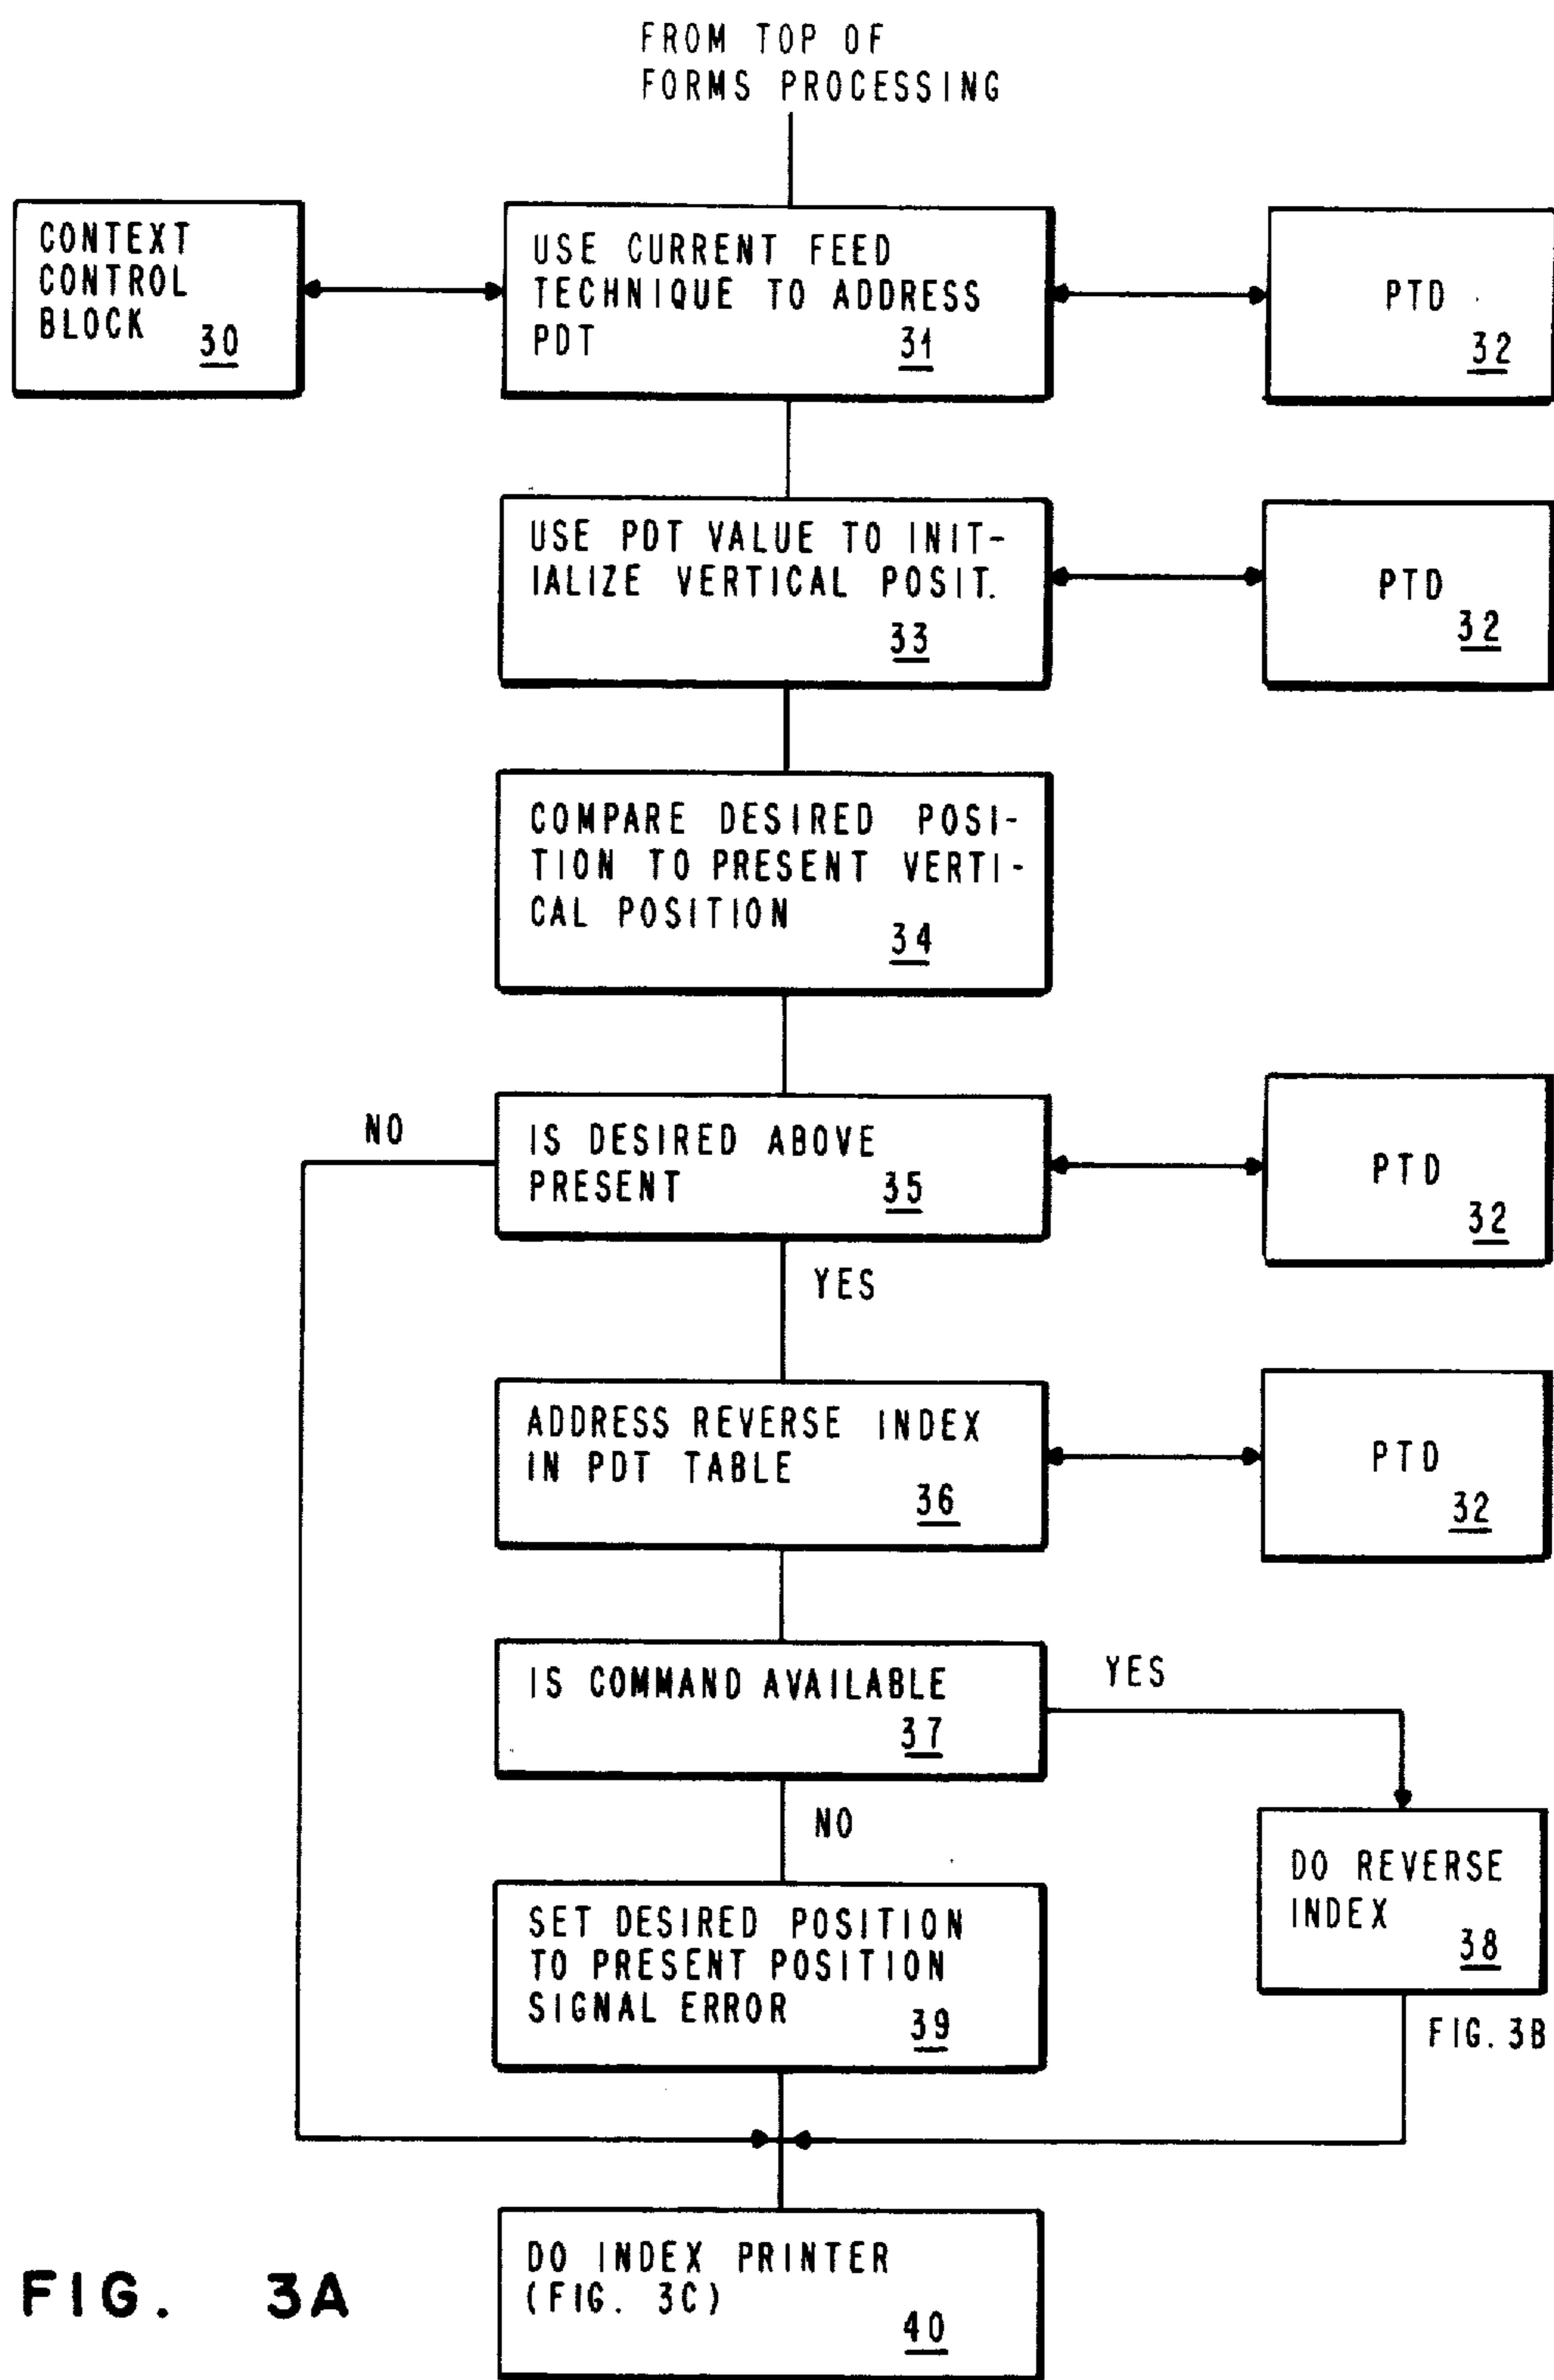 FROM TOP OF
FORMS PROCESSING
CONTEXT
CONTROL
BLOCK
30
USE CURRENT FEED
TECHNIQUE TO ADDRESS
PDT
31
PTD
32
USE PDT VALUE TO INIT-
IALIZE VERTICAL POSIT.
33
PTD
32
COMPARE DESIRED POSI-
TION TO PRESENT VERTI-
CAL POSITION
34
NO
IS DESIRED ABOVE
PRESENT
35
PTD
32
YES
ADDRESS REVERSE INDEX
IN PDT TABLE
36
PTD
32
IS COMMAND AVAILABLE
37
YES
NO
DO REVERSE
INDEX
38
FIG. 3B
SET DESIRED POSITION
TO PRESENT POSITION
SIGNAL ERROR
39
DO INDEX PRINTER
(FIG. 3C)
40
FIG. 3A